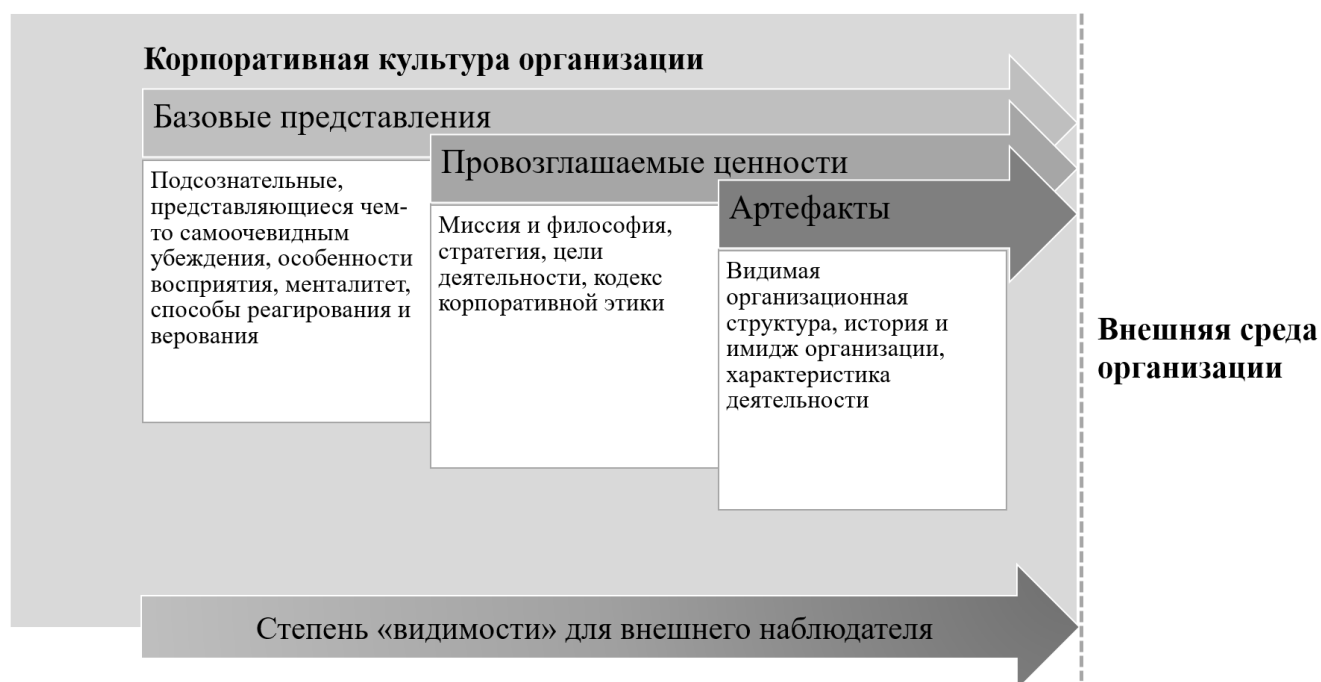 Корпоративная культура организации
Базовые представления
Подсознательные,
представляющиеся чем-
то самоочевидным
убеждения, особенности
восприятия, менталитет,
способы реагирования и
верования
Провозглашаемые ценности
Миссия и философия,
стратегия, цели
деятельности, кодекс
корпоративной этики
Артефакты
Видимая
организационная
структура, история и
имидж организации,
характеристика
деятельности
Внешняя среда
организации
Степень «видимости» для внешнего наблюдателя